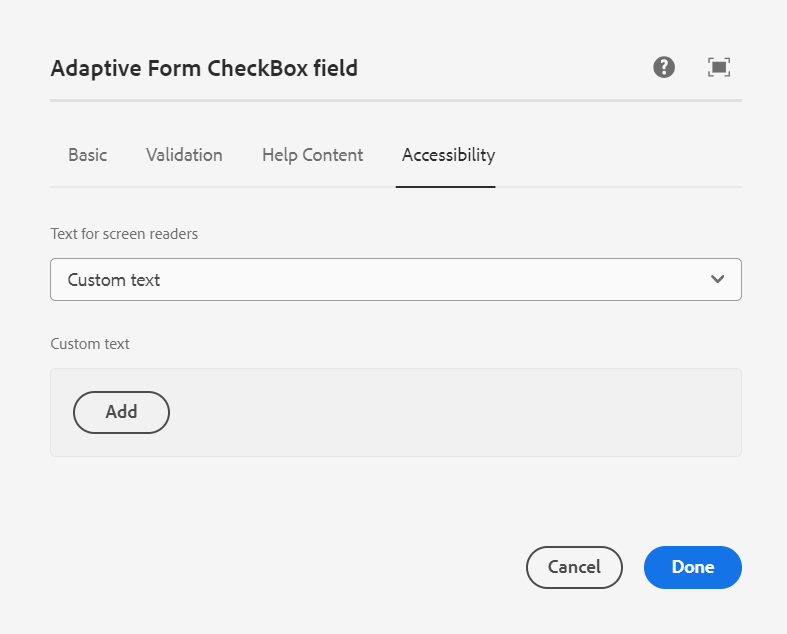 Adaptive Form CheckBox field
Basic Validation Help Content Accessibility
Text for screen readers
Custom text
Custom text
Add
Cancel Done